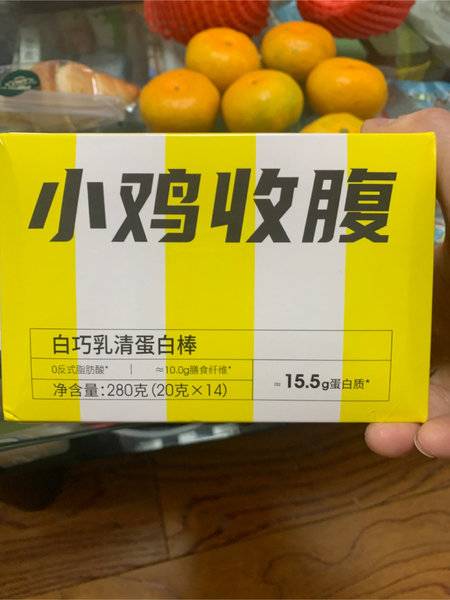 小鸡收腹
白巧乳清蛋白棒
0反式脂肪酸* | ≈10.0g膳食纤维*
净含量:280克(20克×14)
≈15.5g蛋白质*